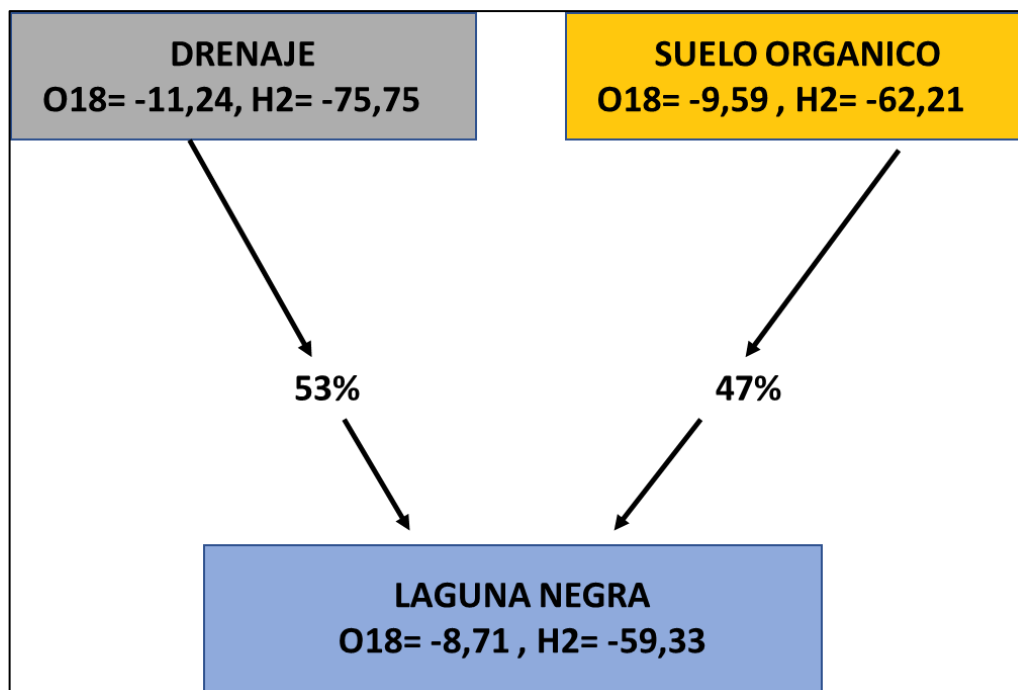 DRENAJE
O18= -11,24, H2= -75,75
SUELO ORGANICO
O18= -9,59 , H2= -62,21
53%
47%
LAGUNA NEGRA
O18= -8,71 , H2= -59,33